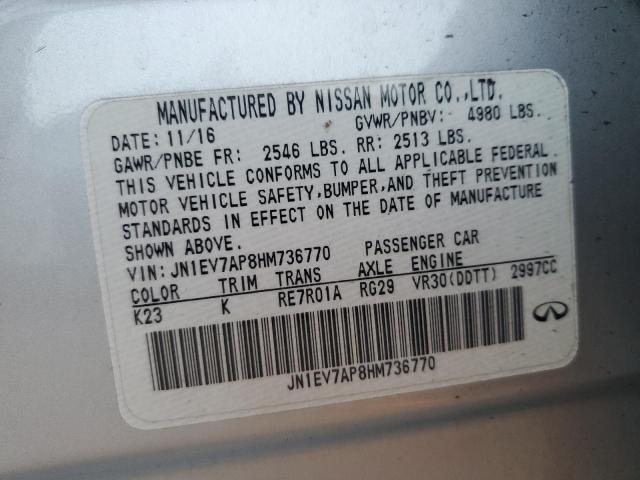 MANUFACTURED BY NISSAN MOTOR CO.,LTD.
DATE: 11/16 GVWR/PNBV: 4980 LBS.
GAWR/PNBE FR: 2546 LBS. RR: 2513 LBS.
THIS VEHICLE CONFORMS TO ALL APPLICABLE FEDERAL
MOTOR VEHICLE SAFETY,BUMPER,AND THEFT PREVENTION
STANDARDS IN EFFECT ON THE DATE OF MANUFACTURE
SHOWN ABOVE.
VIN: JN1EV7AP8HM736770 PASSENGER CAR
COLOR TRIM TRANS AXLE ENGINE
K23 K RE7R01A RG29 VR30(DDTT) 2997CC
JN1EV7AP8HM736770